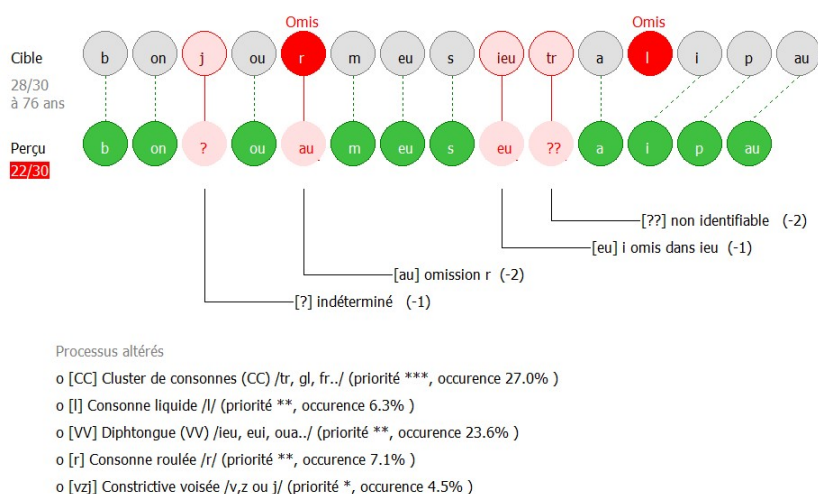 Omis Omis
Cible b on j ou r m eu s ieu tr a l i p au
28/30
à 76 ans
Perçu b on ? ou au m eu s eu ?? a i p au
22/30
[??] non identifiable (-2)
[eu] i omis dans ieu (-1)
[au] omission r (-2)
[?] indéterminé (-1)
Processus altérés
o [CC] Cluster de consonnes (CC) /tr, gl, fr../ (priorité ***, occurence 27.0% )
o [l] Consonne liquide /l/ (priorité **, occurence 6.3% )
o [VV] Diphtongue (VV) /ieu, eui, oua../ (priorité **, occurence 23.6% )
o [r] Consonne roulée /r/ (priorité **, occurence 7.1% )
o [vzj] Constrictive voisée /v,z ou j/ (priorité *, occurence 4.5% )